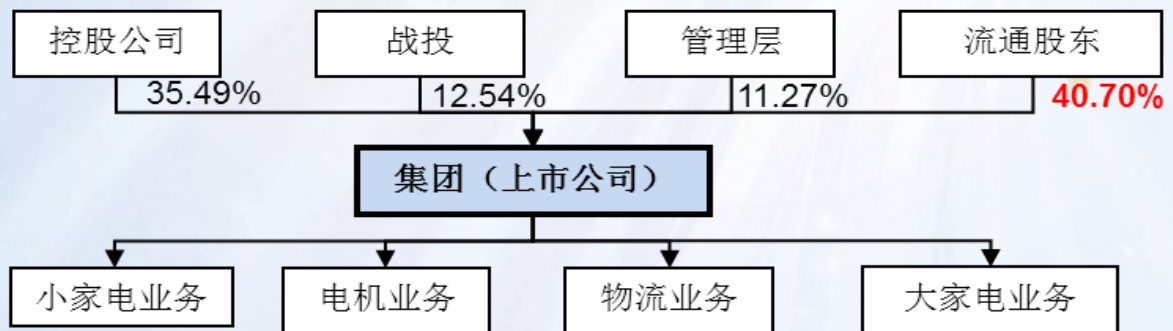 控股公司 战投 管理层 流通股东
35.49% 12.54% 11.27% 40.70%
集团（上市公司）
小家电业务 电机业务 物流业务 大家电业务